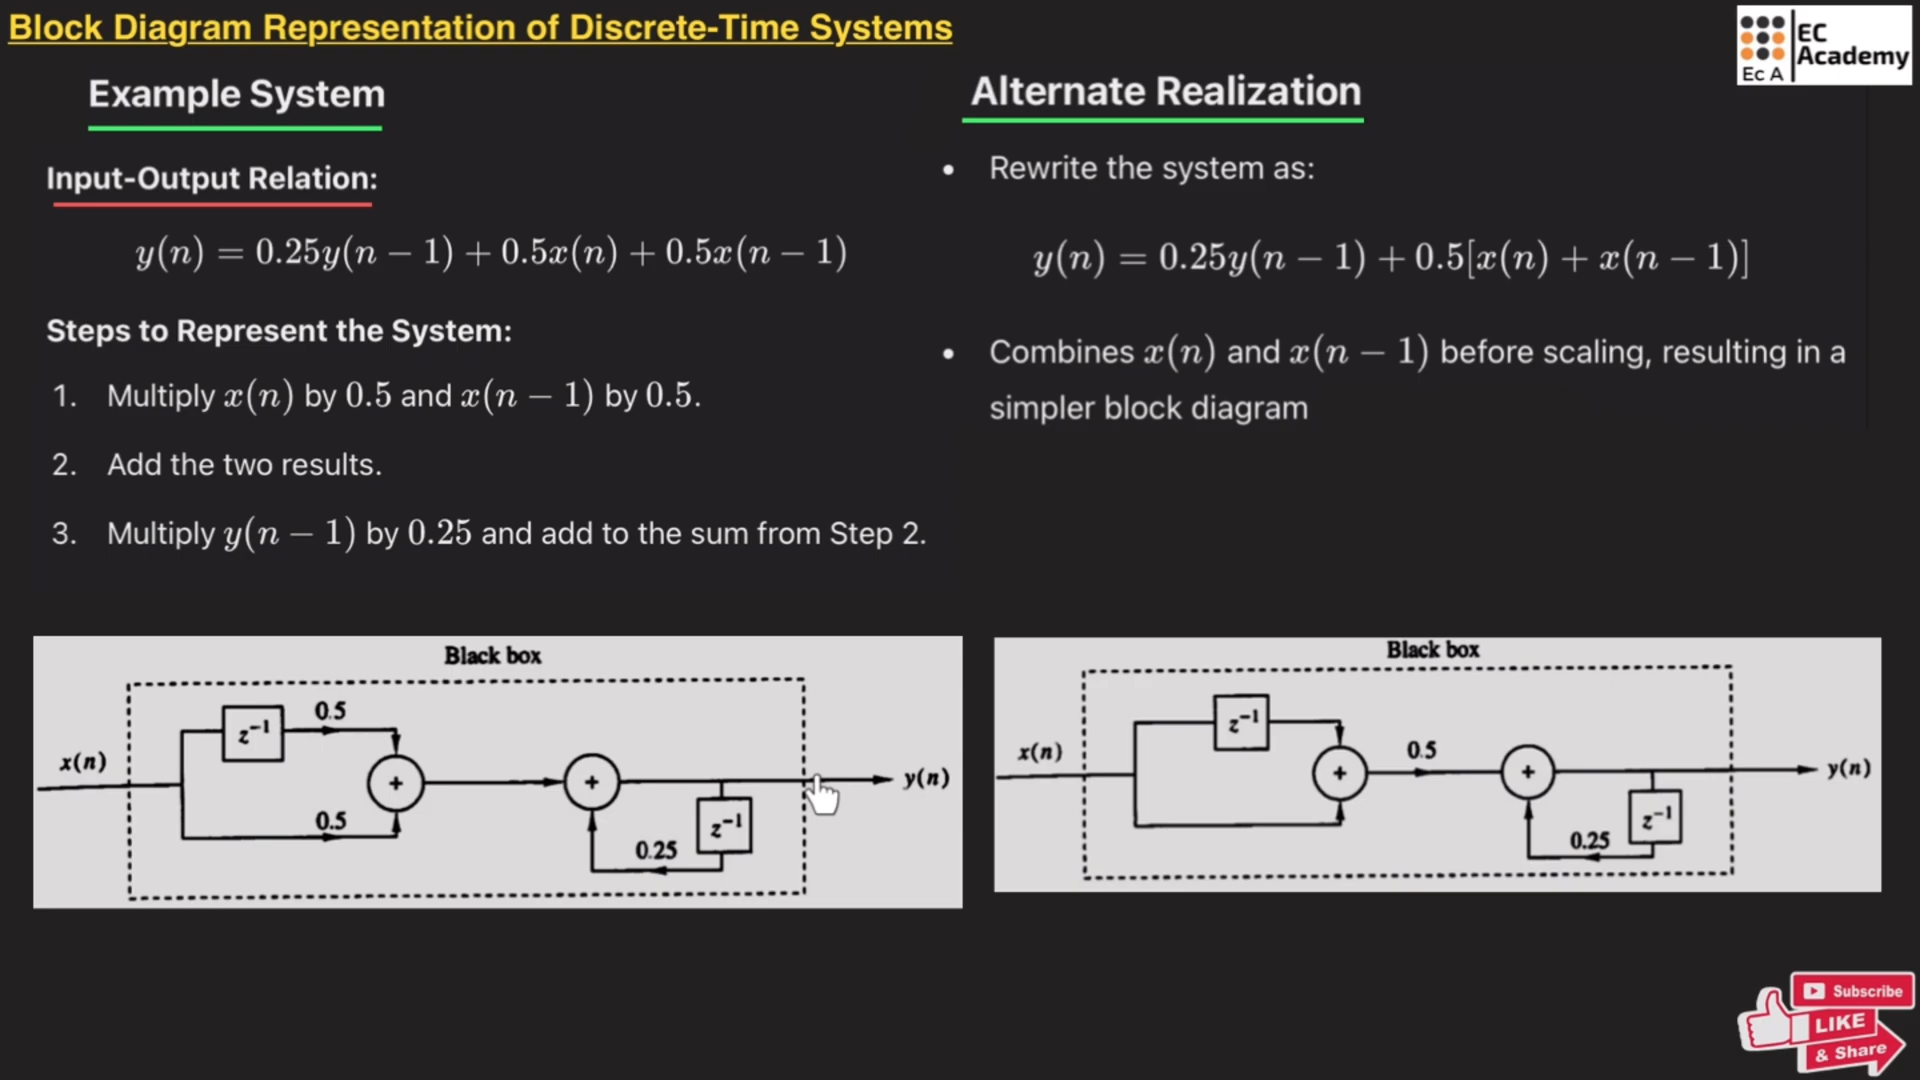 Block Diagram Representation of Discrete-Time Systems
EC
Academy
Ec A
Example System
Input-Output Relation:
y(n) = 0.25y(n − 1) + 0.5x(n) + 0.5x(n − 1)
Steps to Represent the System:
1. Multiply x(n) by 0.5 and x(n − 1) by 0.5.
2. Add the two results.
3. Multiply y(n − 1) by 0.25 and add to the sum from Step 2.
Alternate Realization
• Rewrite the system as:
y(n) = 0.25y(n − 1) + 0.5[x(n) + x(n − 1)]
• Combines x(n) and x(n − 1) before scaling, resulting in a
simpler block diagram
Black box
0.5
z⁻¹
x(n)
+
+
y(n)
0.5
z⁻¹
0.25
Black box
z⁻¹
x(n)
0.5
+
+
y(n)
z⁻¹
0.25
Subscribe
LIKE
& Share